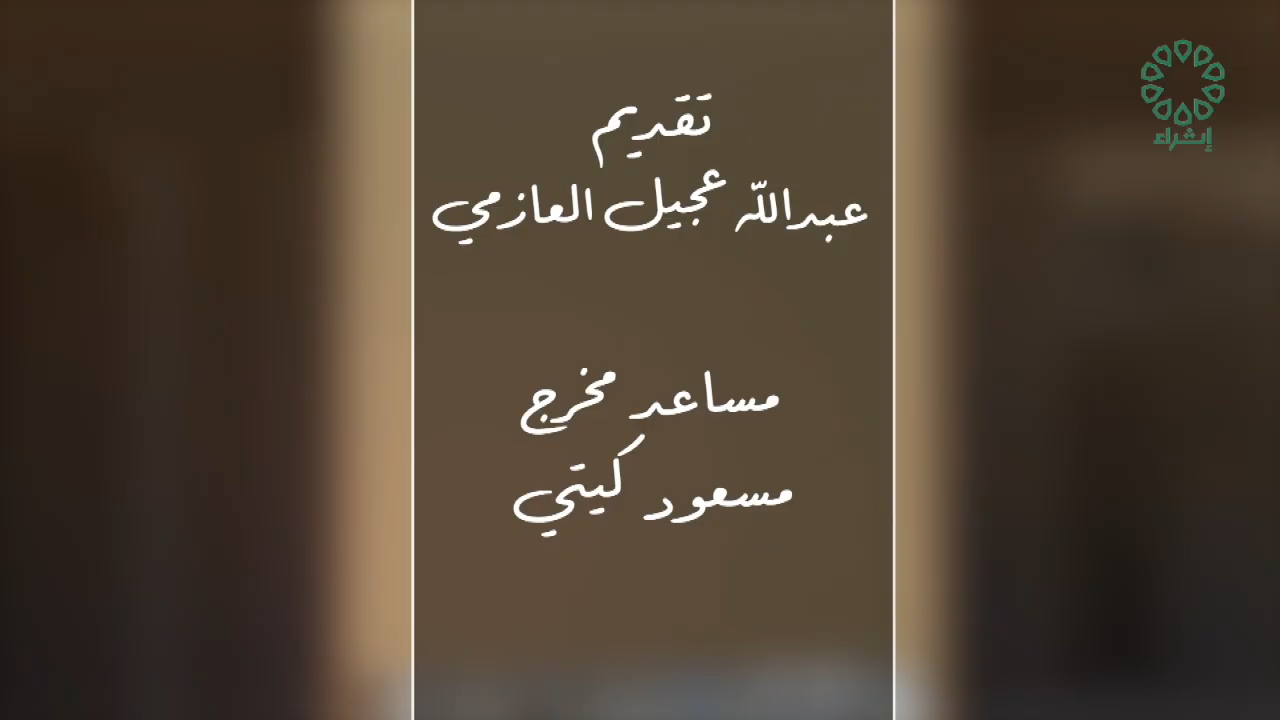 إثراء
تقديم
عبدالله عجيل العازمي
مساعد مخرج
مسعود كيتي